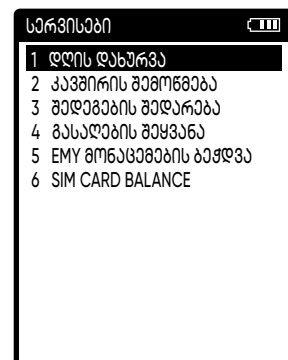 ᲡᲔᲠᲕᲘᲡᲔᲑᲘ
1 ᲓᲦᲘᲡ ᲓᲐᲮᲣᲠᲕᲐ
2 ᲙᲐᲕᲨᲘᲠᲘᲡ ᲨᲔᲛᲝᲬᲛᲔᲑᲐ
3 ᲨᲔᲓᲔᲒᲔᲑᲘᲡ ᲨᲔᲓᲐᲠᲔᲑᲐ
4 ᲒᲐᲡᲐᲦᲔᲑᲘᲡ ᲨᲔᲧᲕᲐᲜᲐ
5 EMY ᲛᲝᲜᲐᲪᲔᲛᲔᲑᲘᲡ ᲑᲔᲭᲓᲕᲐ
6 SIM CARD BALANCE